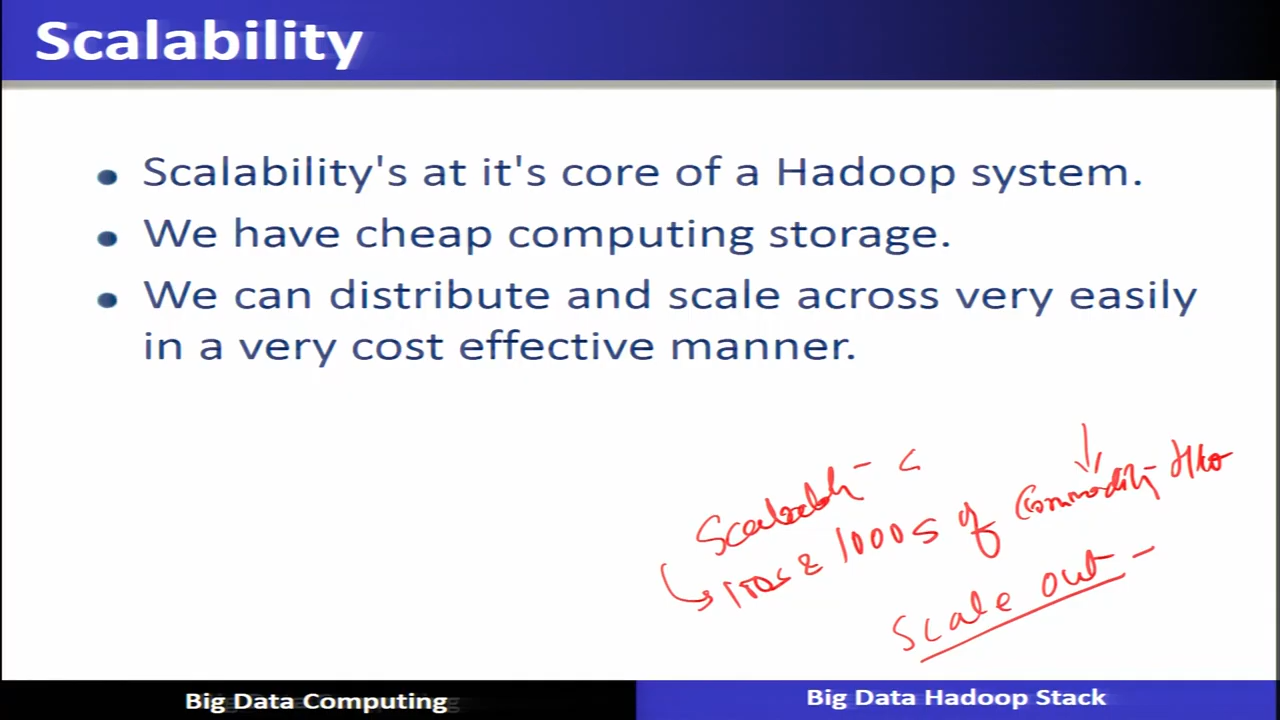 Scalability
Scalability's at it's core of a Hadoop system.
We have cheap computing storage.
We can distribute and scale across very easily
in a very cost effective manner.
100s & 1000s of Commodity
Scale out
Big Data Computing
Big Data Hadoop Stack